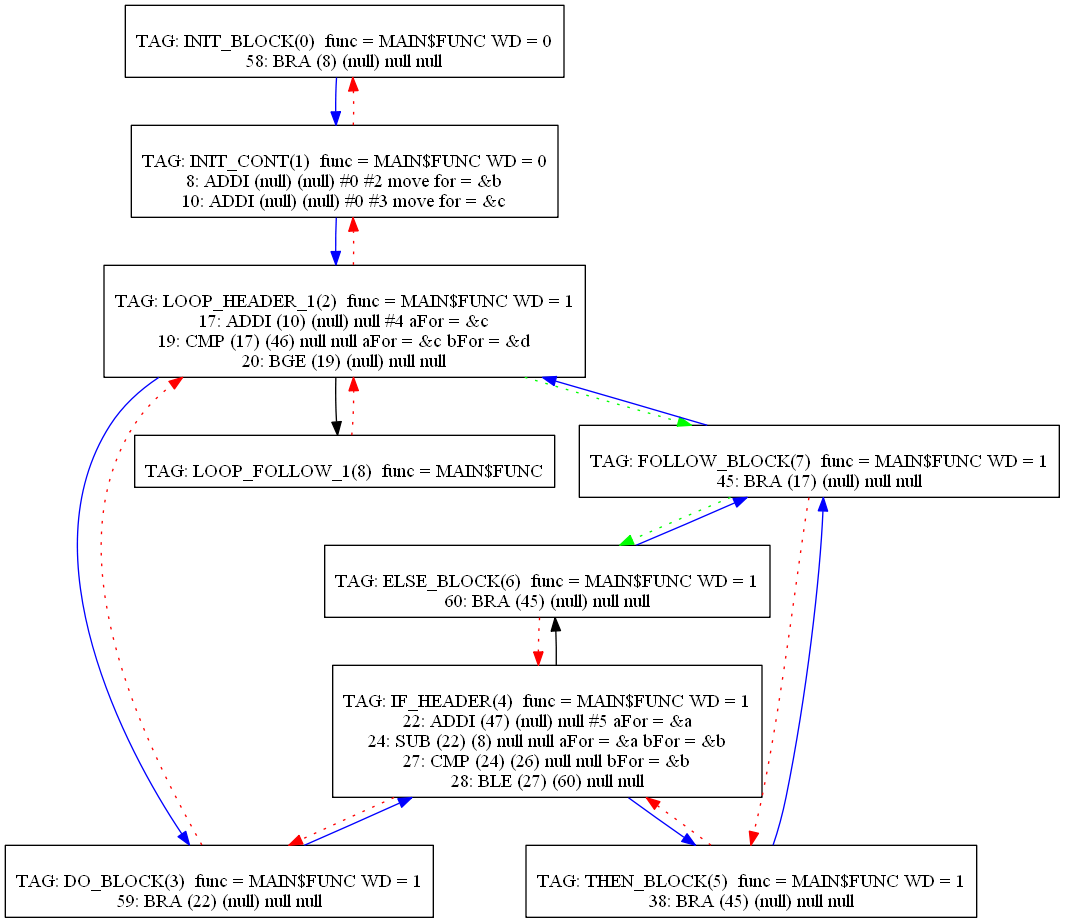 TAG: INIT_BLOCK(0) func = MAIN$FUNC WD = 0
58: BRA (8) (null) null null
TAG: INIT_CONT(1) func = MAIN$FUNC WD = 0
8: ADDI (null) (null) #0 #2 move for = &b
10: ADDI (null) (null) #0 #3 move for = &c
TAG: LOOP_HEADER_1(2) func = MAIN$FUNC WD = 1
17: ADDI (10) (null) null #4 aFor = &c
19: CMP (17) (46) null null aFor = &c bFor = &d
20: BGE (19) (null) null null
TAG: LOOP_FOLLOW_1(8) func = MAIN$FUNC
TAG: FOLLOW_BLOCK(7) func = MAIN$FUNC WD = 1
45: BRA (17) (null) null null
TAG: ELSE_BLOCK(6) func = MAIN$FUNC WD = 1
60: BRA (45) (null) null null
TAG: IF_HEADER(4) func = MAIN$FUNC WD = 1
22: ADDI (47) (null) null #5 aFor = &a
24: SUB (22) (8) null null aFor = &a bFor = &b
27: CMP (24) (26) null null bFor = &b
28: BLE (27) (60) null null
TAG: DO_BLOCK(3) func = MAIN$FUNC WD = 1
59: BRA (22) (null) null null
TAG: THEN_BLOCK(5) func = MAIN$FUNC WD = 1
38: BRA (45) (null) null null